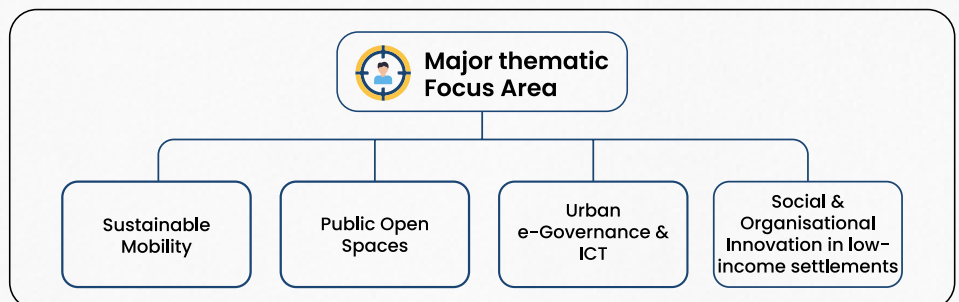 Major thematic
Focus Area
Sustainable
Mobility
Public Open
Spaces
Urban
e-Governance &
ICT
Social &
Organisational
Innovation in low-
income settlements